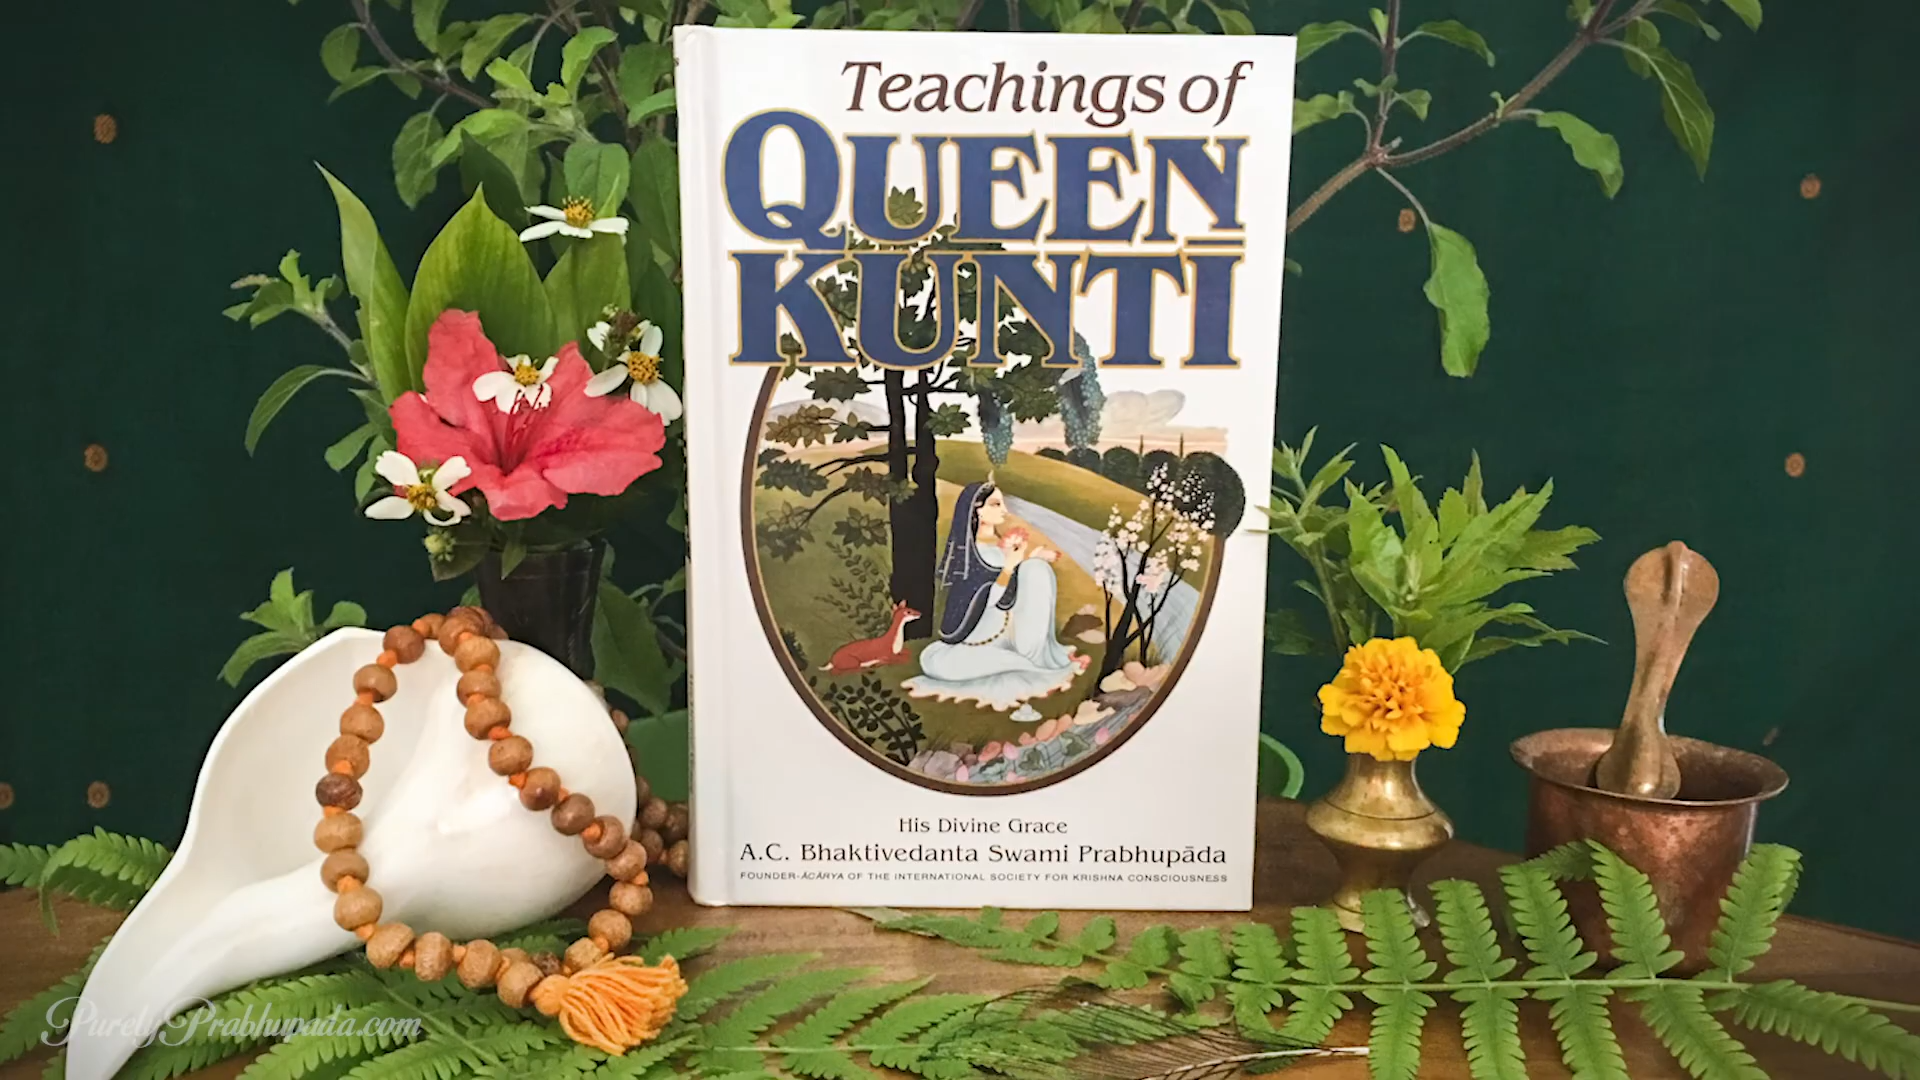 Teachings of
QUEEN
KUNTĪ
His Divine Grace
A.C. Bhaktivedanta Swami Prabhupāda
FOUNDER-ĀCĀRYA OF THE INTERNATIONAL SOCIETY FOR KRISHNA CONSCIOUSNESS
PurelyPrabhupada.com